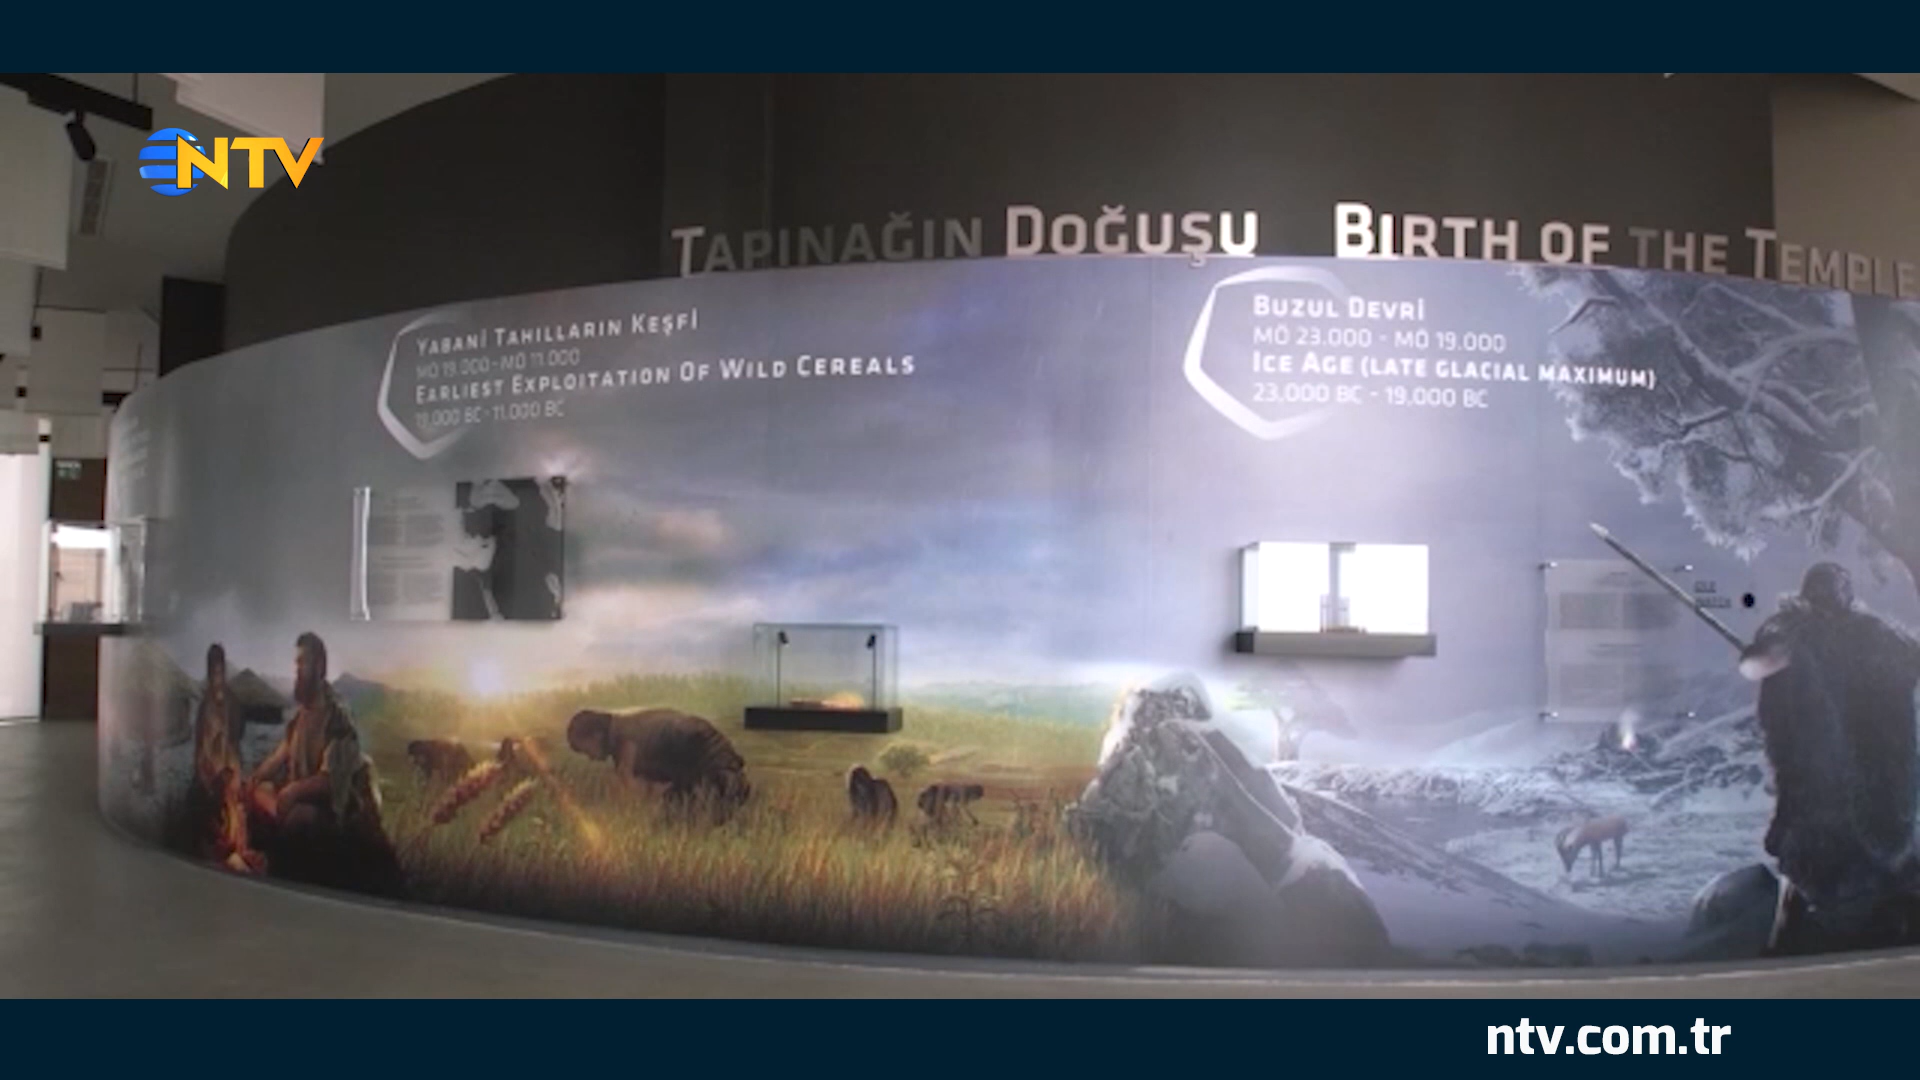 NTV
TAPINAĞIN DOĞUŞU BIRTH OF THE TEMPLE
YABANİ TAHILLARIN KEŞFİ
MÖ 19.000 - MÖ 11.000
EARLIEST EXPLOITATION OF WILD CEREALS
19,000 BC - 11,000 BC
BUZUL DEVRİ
MÖ 23.000 - MÖ 19.000
ICE AGE (LATE GLACIAL MAXIMUM)
23,000 BC - 19,000 BC
ntv.com.tr